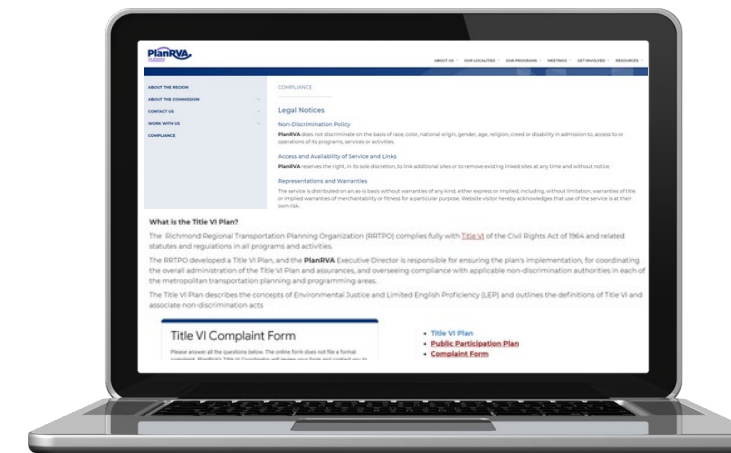 PlanRVA
ABOUT US
OUR LOCALITIES
OUR PROGRAMS
MEETINGS
GET INVOLVED
RESOURCES
ABOUT THE REGION
ABOUT THE COMMISSION
CONTACT US
WORK WITH US
COMPLIANCE
COMPLIANCE
Legal Notices
Non-Discrimination Policy
PlanRVA does not discriminate on the basis of race, color, national origin, gender, age, religion, creed or disability in admission to, access to or
operations of its programs, services or activities.
Access and Availability of Service and Links
PlanRVA reserves the right, in its sole discretion, to link additional sites or to remove existing linked sites at any time and without notice.
Representations and Warranties
The service is distributed on an as is basis without warranties of any kind, either express or implied, including, without limitation, warranties of title
or implied warranties of merchantability or fitness for a particular purpose. Website visitor hereby acknowledges that use of the service is at their
own risk.
What is the Title VI Plan?
The Richmond Regional Transportation Planning Organization (RRTPO) complies fully with Title VI of the Civil Rights Act of 1964 and related
statutes and regulations in all programs and activities.
The RRTPO developed a Title VI Plan, and the PlanRVA Executive Director is responsible for ensuring the plan's implementation, for coordinating
the overall administration of the Title VI Plan and assurances, and overseeing compliance with applicable non-discrimination authorities in each of
the metropolitan transportation planning and programming areas.
The Title VI Plan describes the concepts of Environmental Justice and Limited English Proficiency (LEP) and outlines the definitions of Title VI and
associate non-discrimination acts
Title VI Complaint Form
Please answer all the questions below. The online form does not file a formal
complaint. PlanRVA's Title VI Coordinator will review your form and contact you to
• Title VI Plan
• Public Participation Plan
• Complaint Form